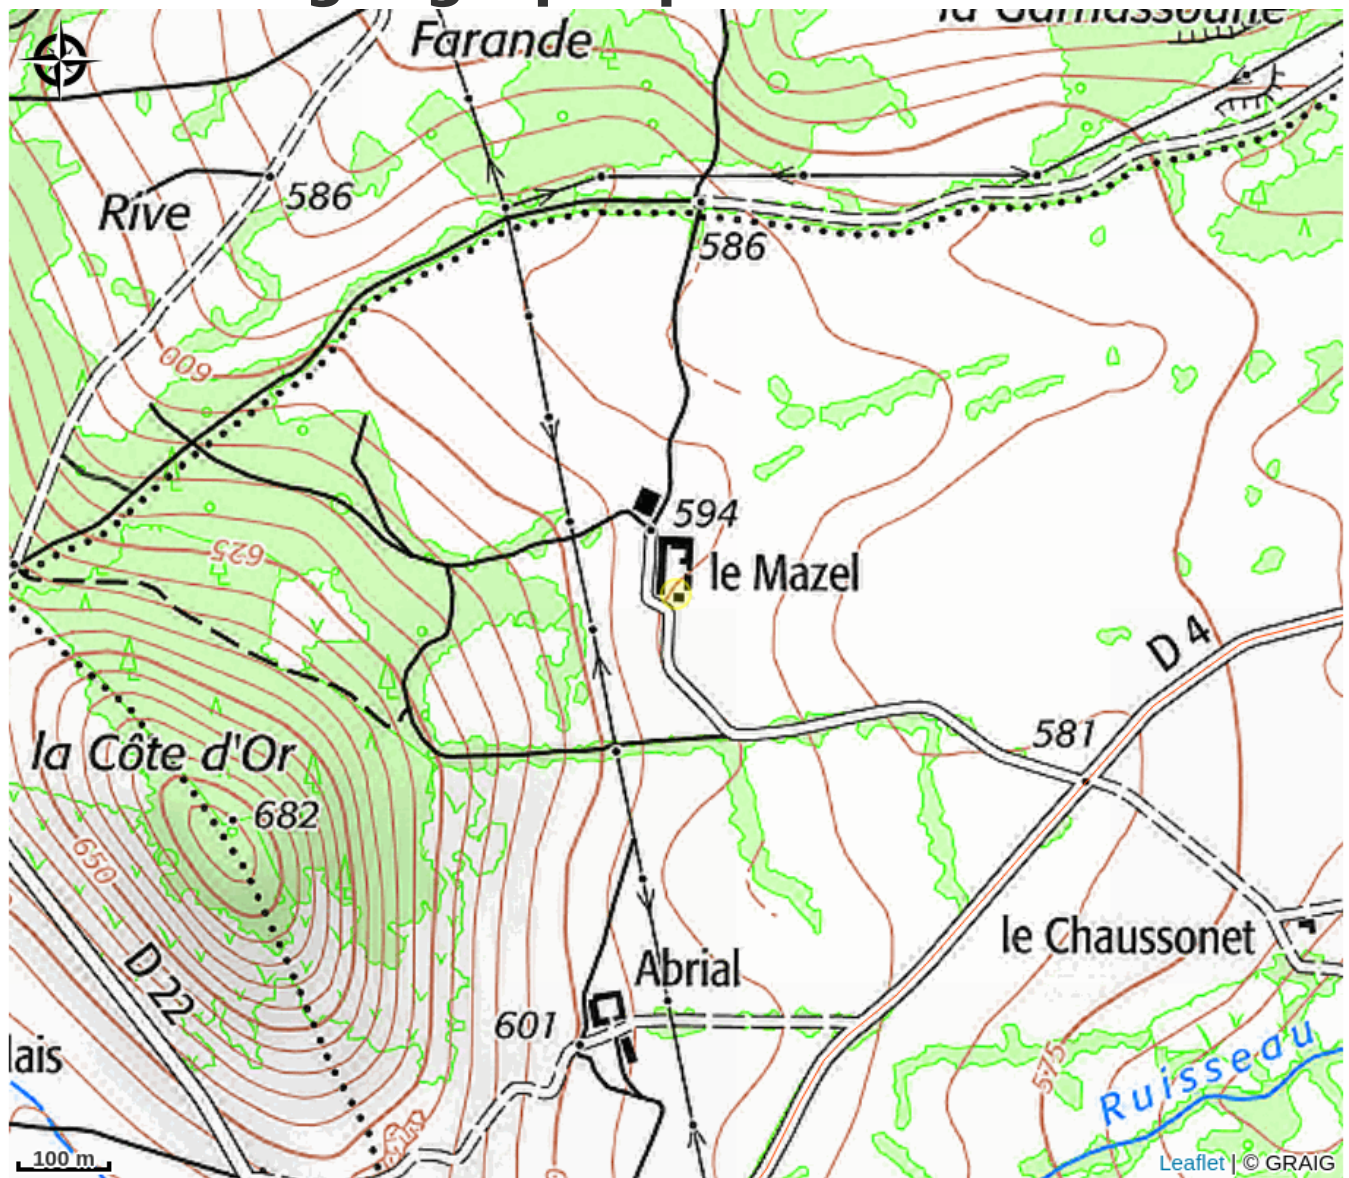 Farande
586
Rive
586
600
594
625
le Mazel
D 4
581
la Côte d'Or
682
650
le Chaussonet
D 22
Abrial
601
lais
575
Ruisseau
100 m
Leaflet | © GRAIG